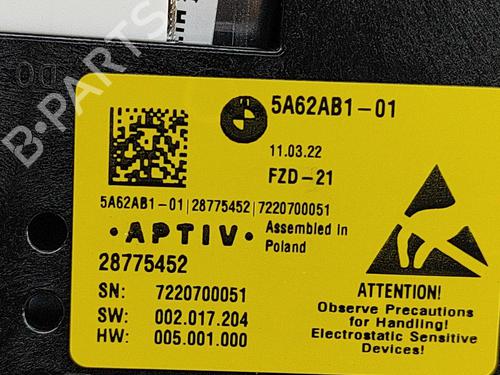 B-PARTS
5A62AB1-01
11.03.22
FZD-21
5A62AB1-01|28775452|7220700051
• APTIV •
Assembled in
Poland
28775452
SN: 7220700051
SW: 002.017.204
HW: 005.001.000
ATTENTION!
Observe Precautions
for Handling!
Electrostatic Sensitive
Devices!